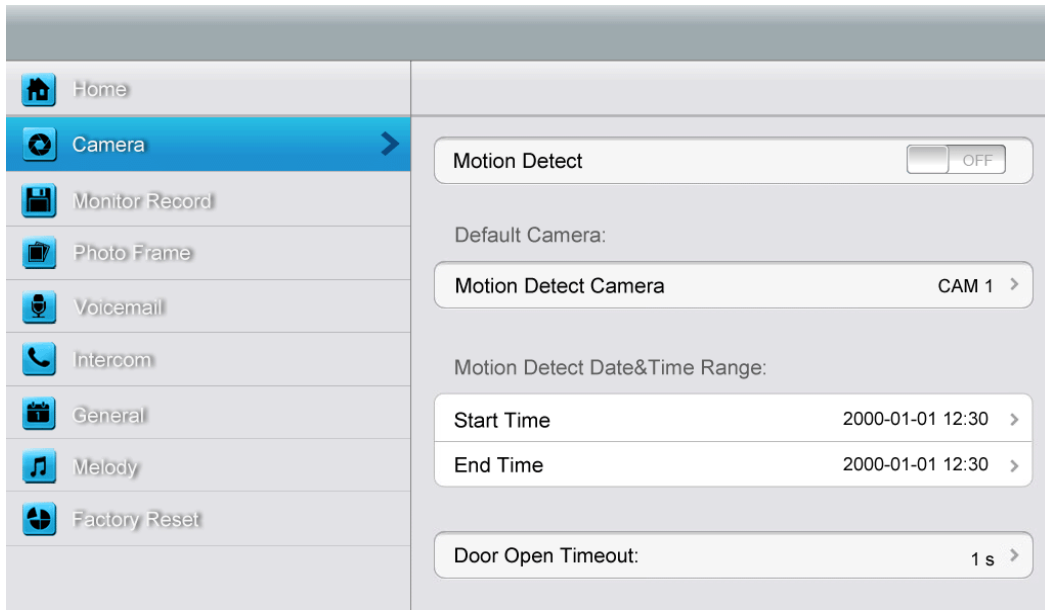 Home
Camera
Monitor Record
Photo Frame
Voicemail
Intercom
General
Melody
Factory Reset
Motion Detect OFF
Default Camera:
Motion Detect Camera CAM 1
Motion Detect Date&Time Range:
Start Time 2000-01-01 12:30
End Time 2000-01-01 12:30
Door Open Timeout: 1 s